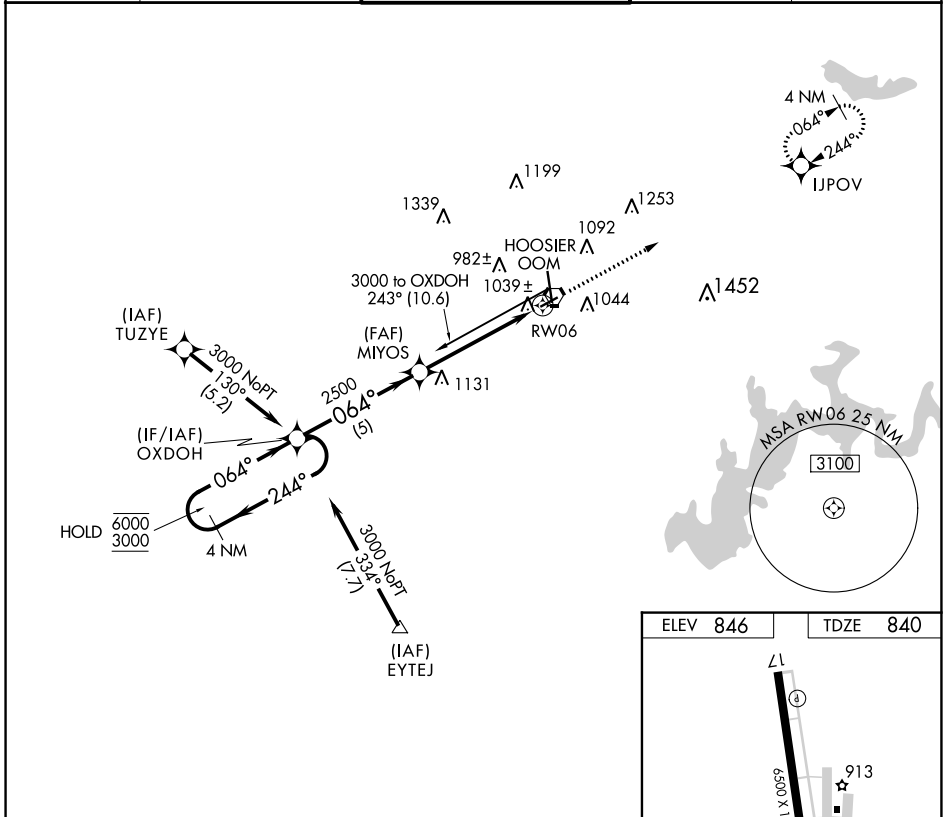 4 NM
064°
244°
IJPOV
1199
1339
1253
1092
HOOSIER
OOM
982±
3000 to OXDOH
243° (10.6)
1039±
1044
1452
RW06
(FAF)
MIYOS
1131
(IAF)
TUZYE
3000 NoPT
130°
(5.2)
2500
064°
(5)
(IF/IAF)
OXDOH
064°
244°
HOLD
6000
3000
4 NM
3000 NoPT
334°
(7.7)
(IAF)
EYTEJ
MSA RW06 25 NM
3100
ELEV 846
TDZE 840
17
P
913
6500 X 1